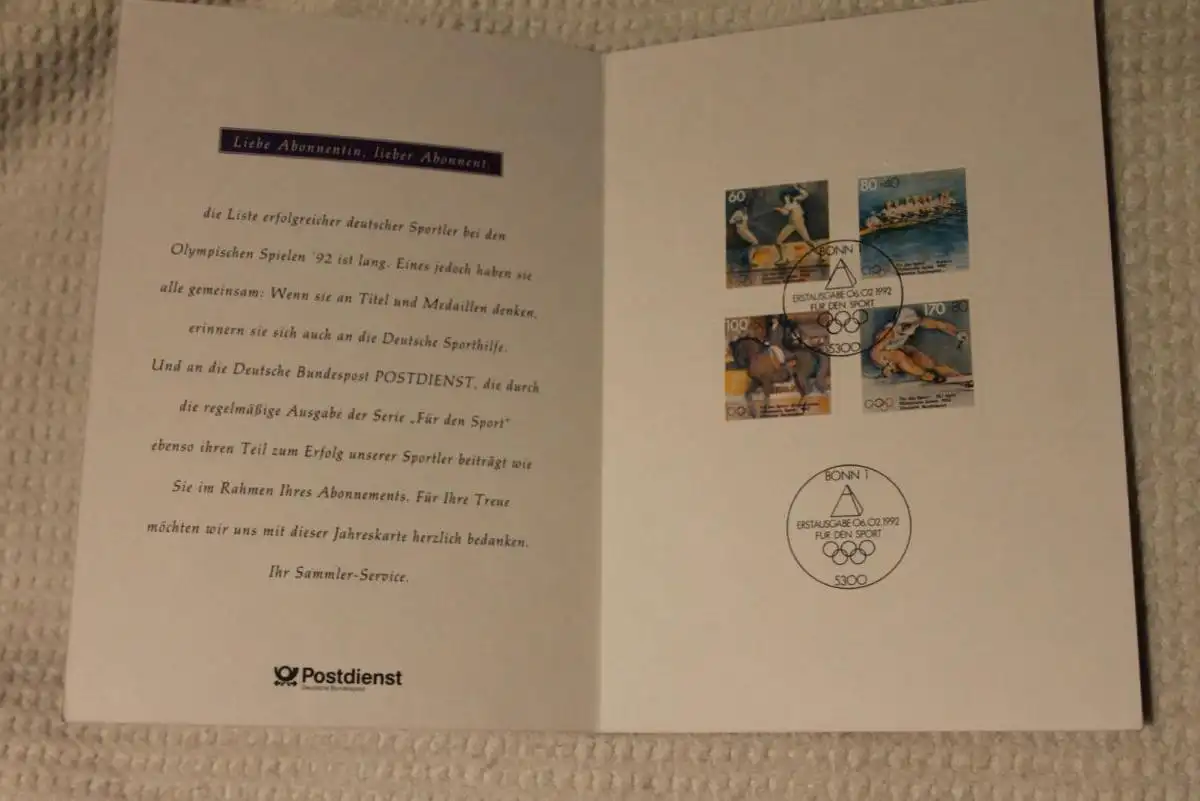 Liebe Abonnentin, lieber Abonnent,
die Liste erfolgreicher deutscher Sportler bei den
Olympischen Spielen '92 ist lang. Eines jedoch haben sie
alle gemeinsam: Wenn sie an Titel und Medaillen denken,
erinnern sie sich auch an die Deutsche Sporthilfe.
Und an die Deutsche Bundespost POSTDIENST, die durch
die regelmäßige Ausgabe der Serie „Für den Sport“
ebenso ihren Teil zum Erfolg unserer Sportler beiträgt wie
Sie im Rahmen Ihres Abonnements. Für Ihre Treue
möchten wir uns mit dieser Jahreskarte herzlich bedanken.
Ihr Sammler-Service.
Postdienst
Deutsche Bundespost
60
80 +40
100
170
BONN 1
ERSTAUSGABE 06.02.1992
FÜR DEN SPORT
5300
BONN 1
ERSTAUSGABE 06.02.1992
FÜR DEN SPORT
5300